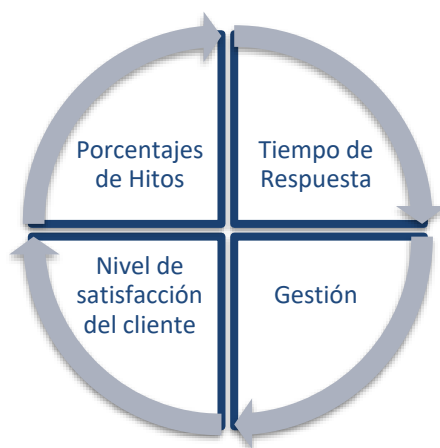 Porcentajes
de Hitos
Tiempo de
Respuesta
Nivel de
satisfacción
del cliente
Gestión